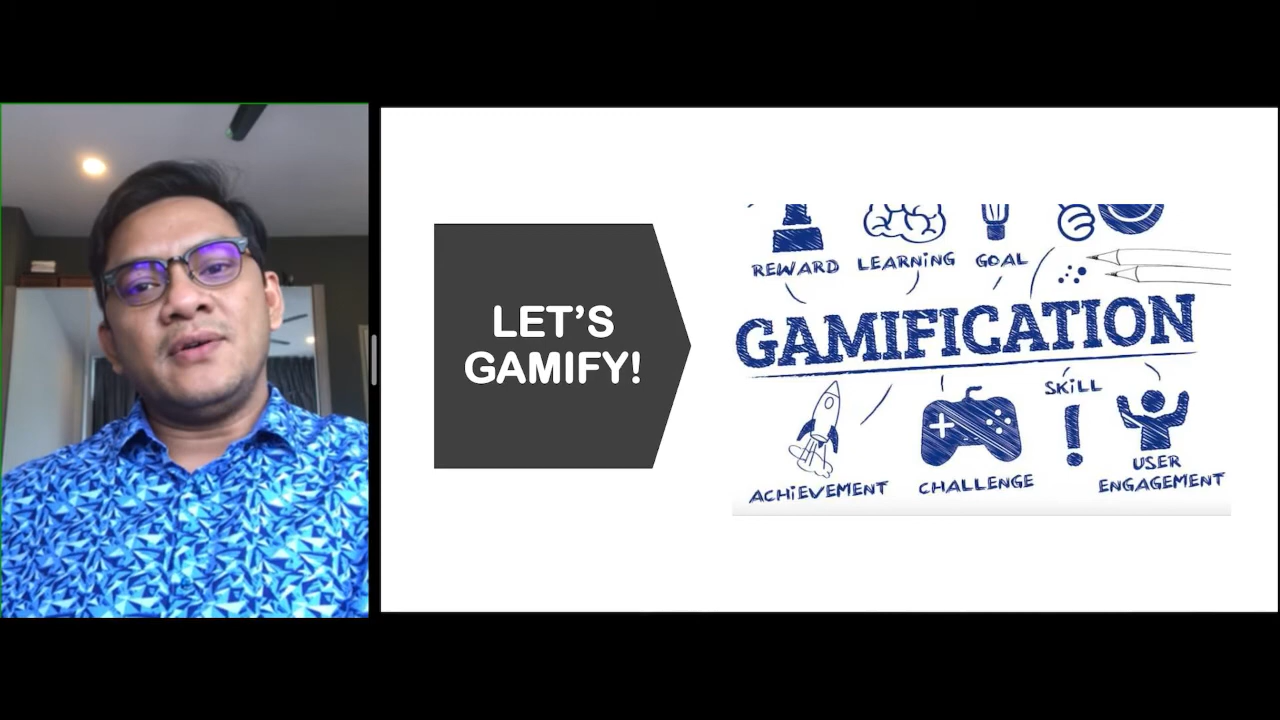 LET'S
GAMIFY!
REWARD LEARNING GOAL
GAMIFICATION
SKILL
USER
ACHIEVEMENT CHALLENGE ENGAGEMENT